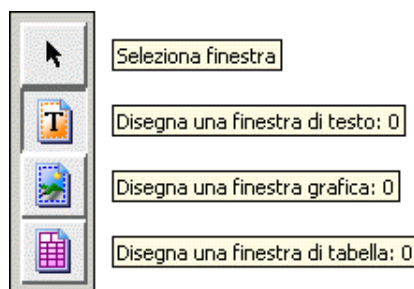 Seleziona finestra
T
Disegna una finestra di testo: 0
Disegna una finestra grafica: 0
Disegna una finestra di tabella: 0